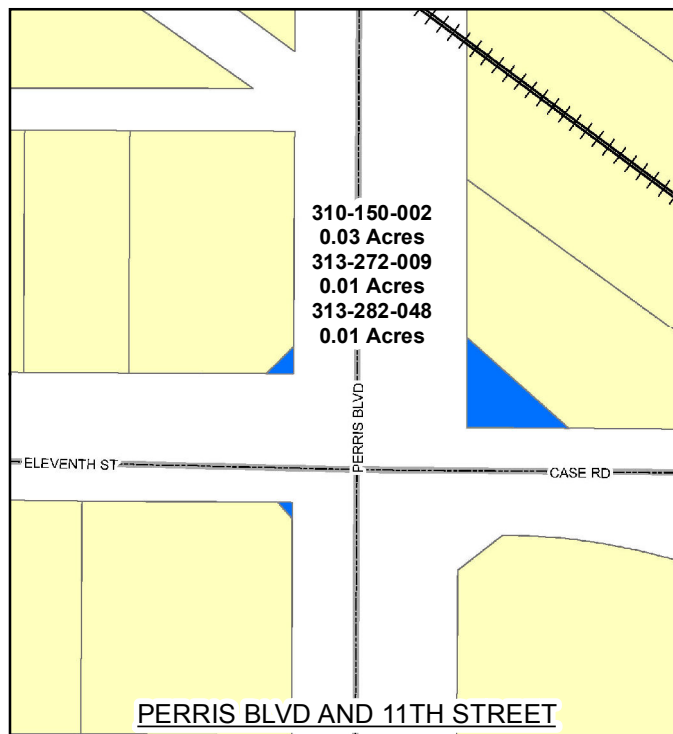 310-150-002
0.03 Acres
313-272-009
0.01 Acres
313-282-048
0.01 Acres
PERRIS BLVD
ELEVENTH ST
CASE RD
PERRIS BLVD AND 11TH STREET